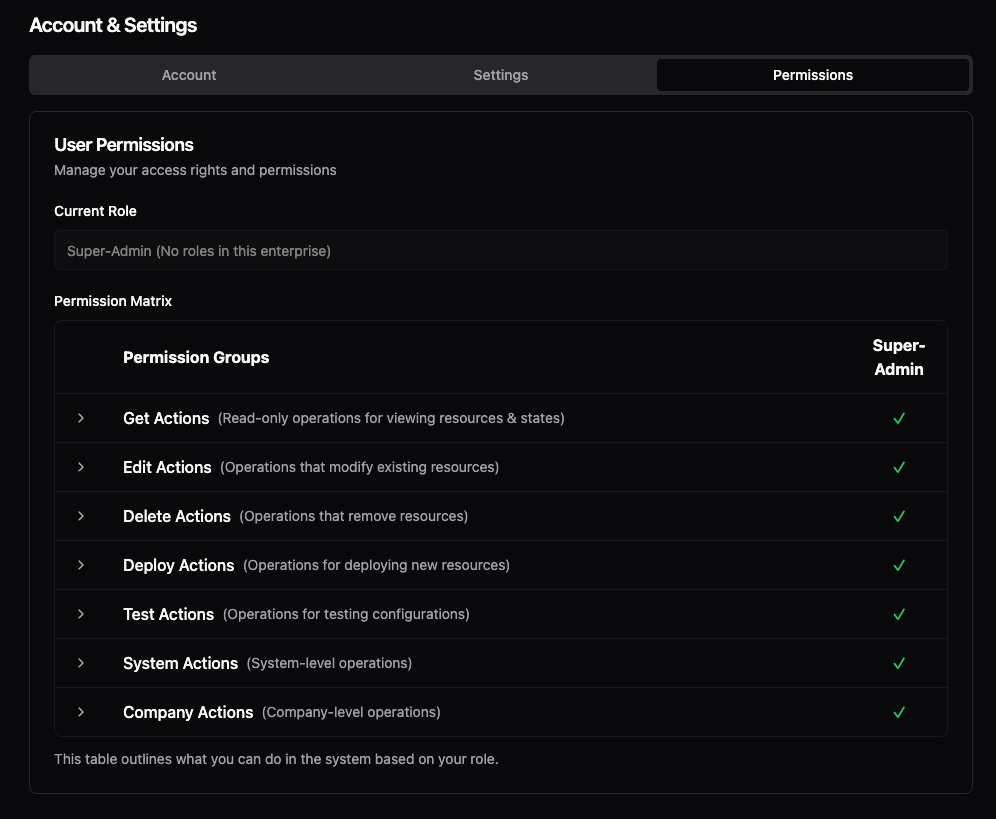 Account & Settings
Account
Settings
Permissions
User Permissions
Manage your access rights and permissions
Current Role
Super-Admin (No roles in this enterprise)
Permission Matrix
Permission Groups
Super-
Admin
Get Actions (Read-only operations for viewing resources & states)
Edit Actions (Operations that modify existing resources)
Delete Actions (Operations that remove resources)
Deploy Actions (Operations for deploying new resources)
Test Actions (Operations for testing configurations)
System Actions (System-level operations)
Company Actions (Company-level operations)
This table outlines what you can do in the system based on your role.